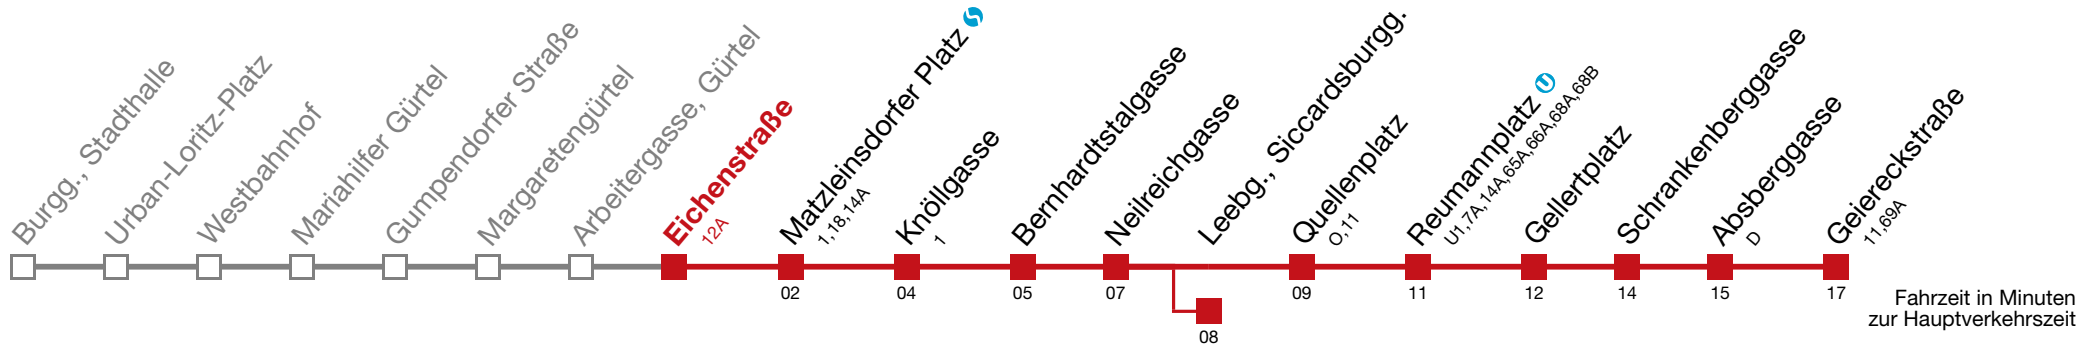 Burgg., Stadthalle
Urban-Loritz-Platz
Westbahnhof
Mariahilfer Gürtel
Gumpendorfer Straße
Margaretengürtel
Arbeitergasse, Gürtel
Eichenstraße
12A
Matzleinsdorfer Platz S
1,18,14A
Knöllgasse
1
Bernhardtstalgasse
Neilreichgasse
Leebg., Siccardsburgg.
Quellenplatz
O,11
Reumannplatz U
U1,7A,14A,65A,66A,68A,68B
Gellertplatz
Schrankenberggasse
Absberggasse
D
Geiereckstraße
11,69A
02
04
05
07
08
09
11
12
14
15
17
Fahrzeit in Minuten
zur Hauptverkehrszeit